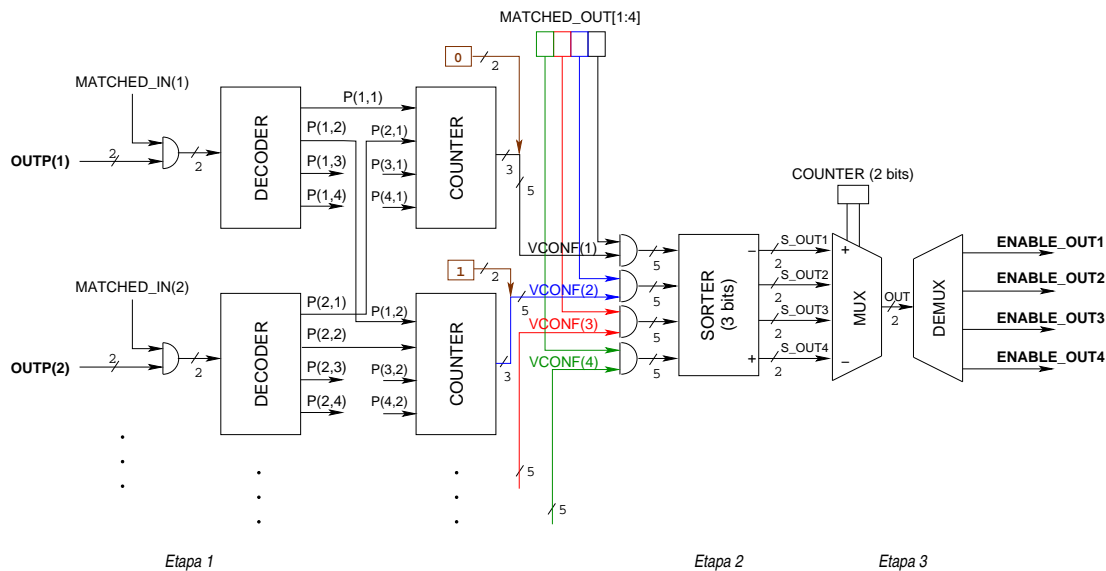 MATCHED_OUT[1:4]
0
2
MATCHED_IN(1)
OUTP(1)
2
2
DECODER
P(1,1)
P(1,2)
P(1,3)
P(1,4)
P(2,1)
P(3,1)
P(4,1)
COUNTER
3
5
VCONF(1)
1
2
MATCHED_IN(2)
OUTP(2)
2
2
DECODER
P(2,1)
P(2,2)
P(2,3)
P(2,4)
P(1,2)
P(3,2)
P(4,2)
COUNTER
3
5
VCONF(2)
VCONF(3)
VCONF(4)
5
5
5
5
5
5
SORTER
(3 bits)
−
+
S_OUT1
2
S_OUT2
2
S_OUT3
2
S_OUT4
2
COUNTER (2 bits)
+
MUX
−
OUT
2
DEMUX
ENABLE_OUT1
ENABLE_OUT2
ENABLE_OUT3
ENABLE_OUT4
Etapa 1
Etapa 2
Etapa 3